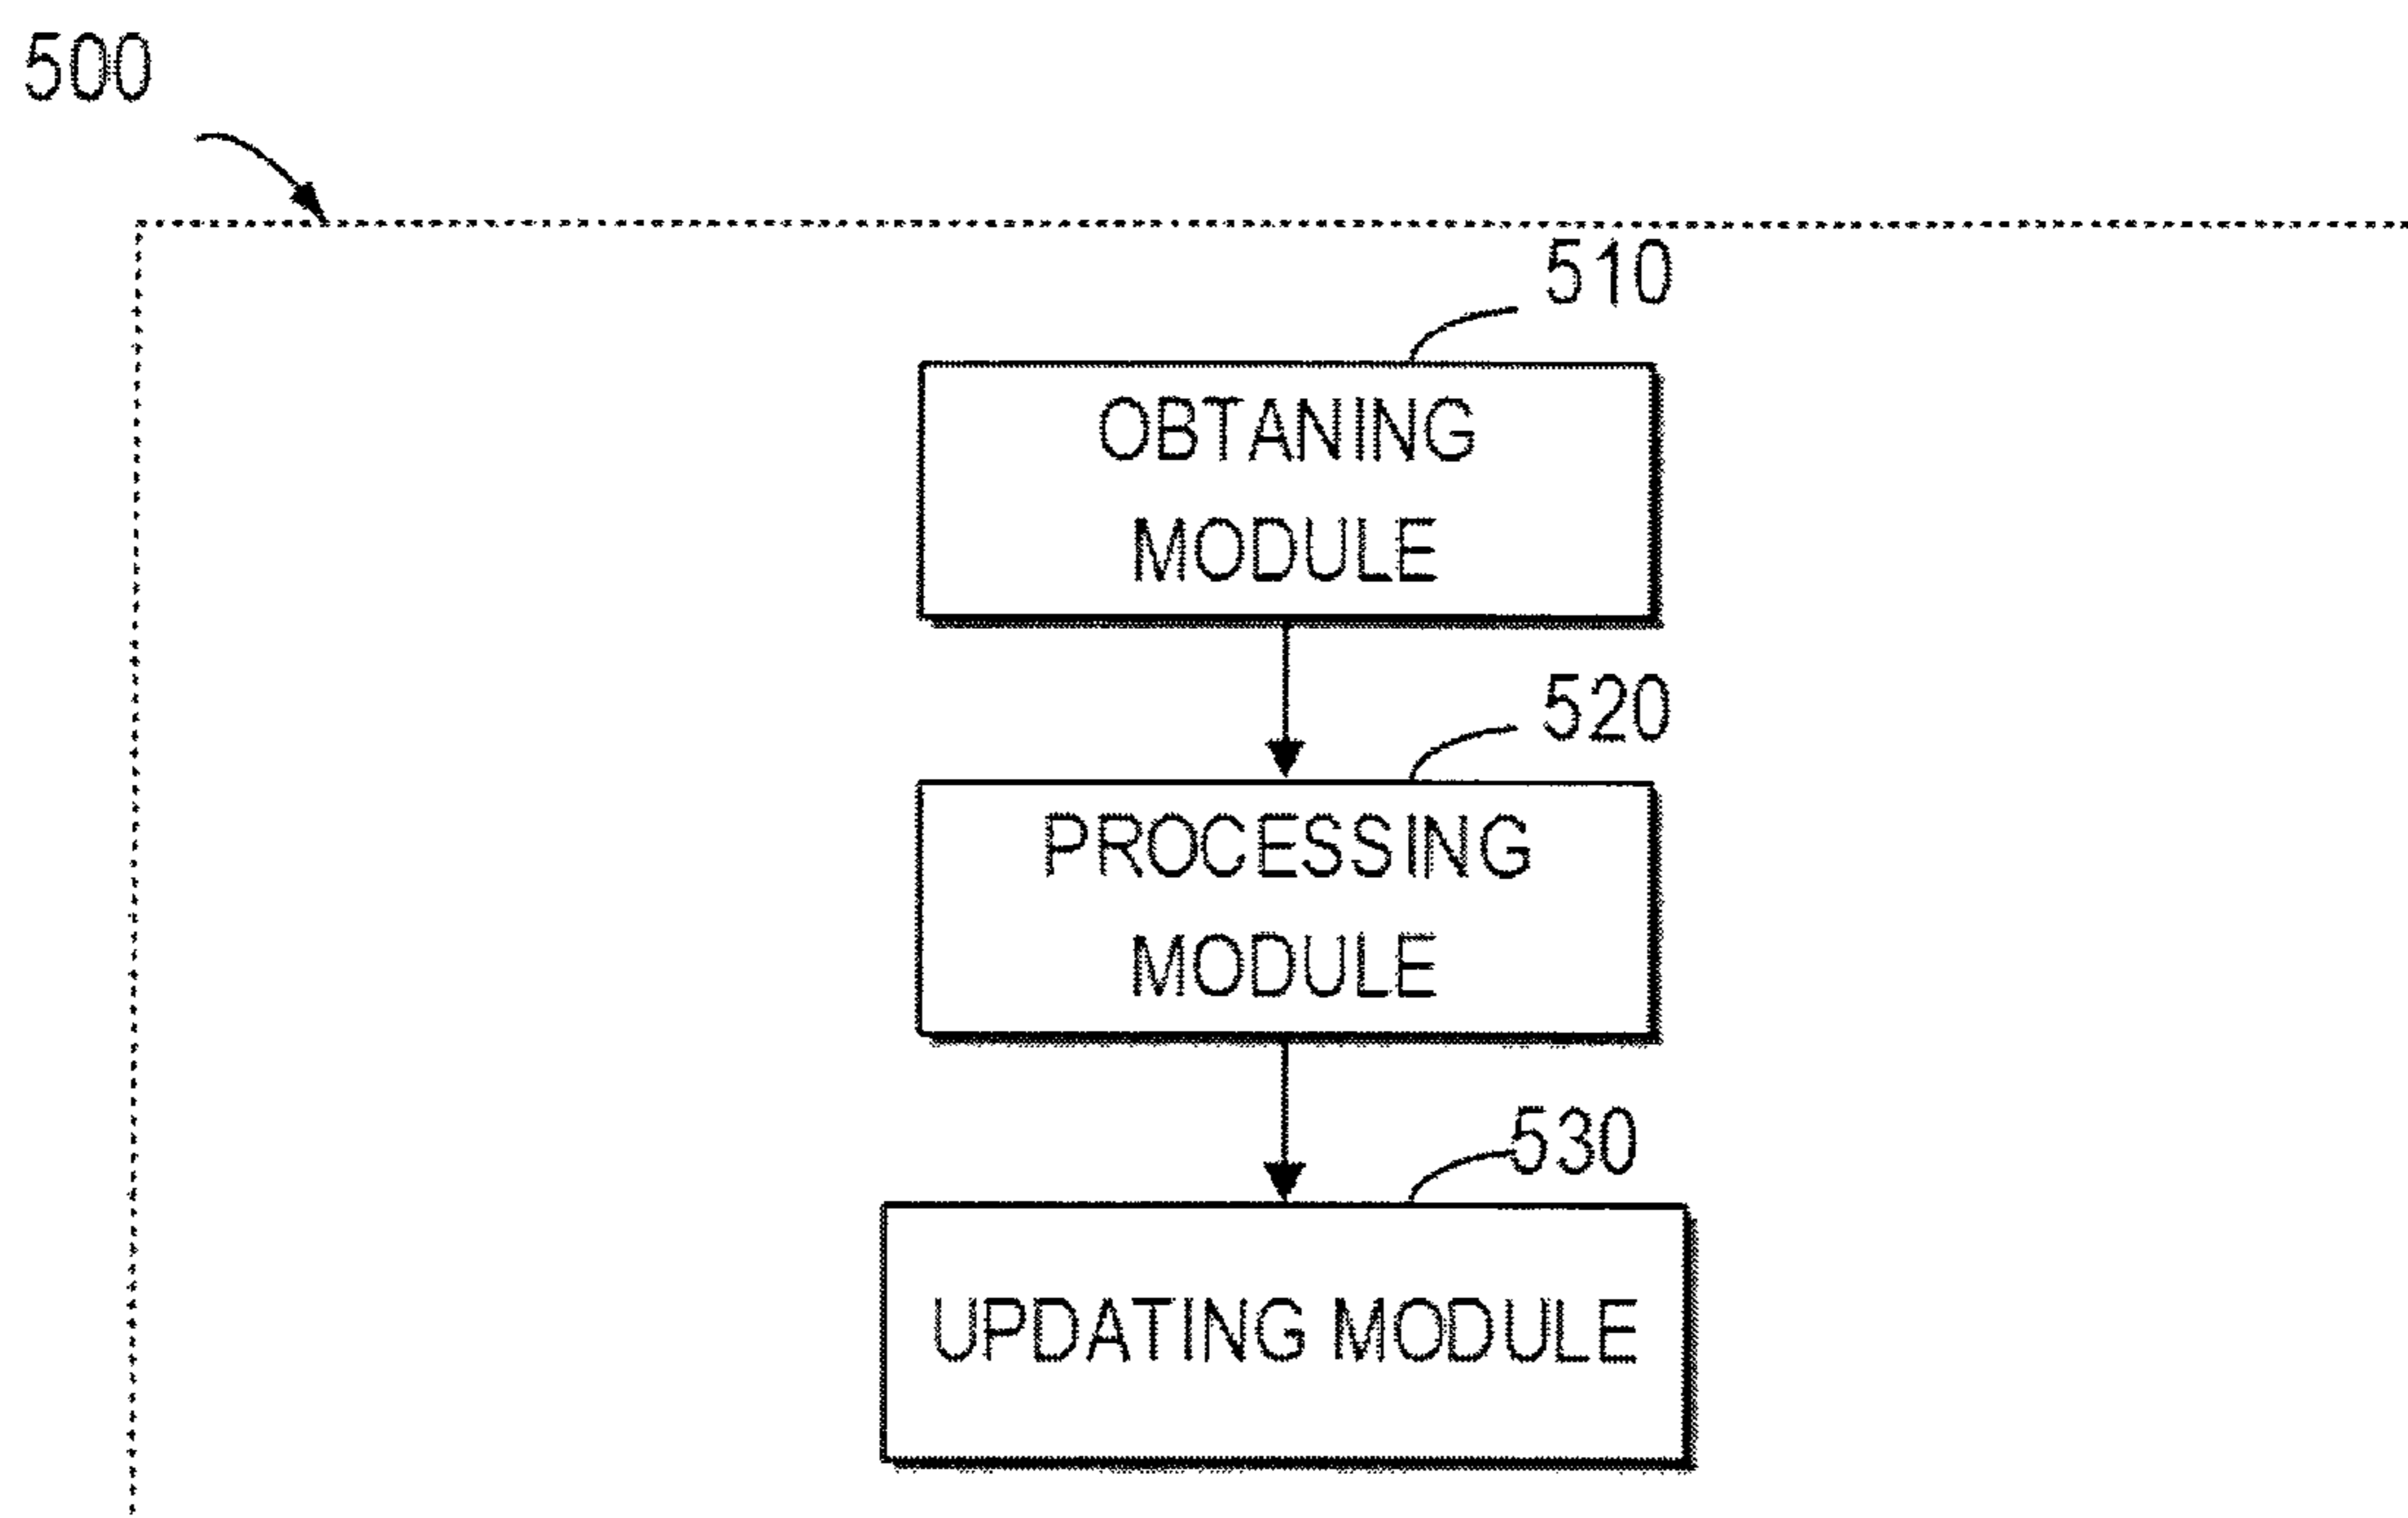 500
510
OBTANING
MODULE
520
PROCESSING
MODULE
530
UPDATING MODULE